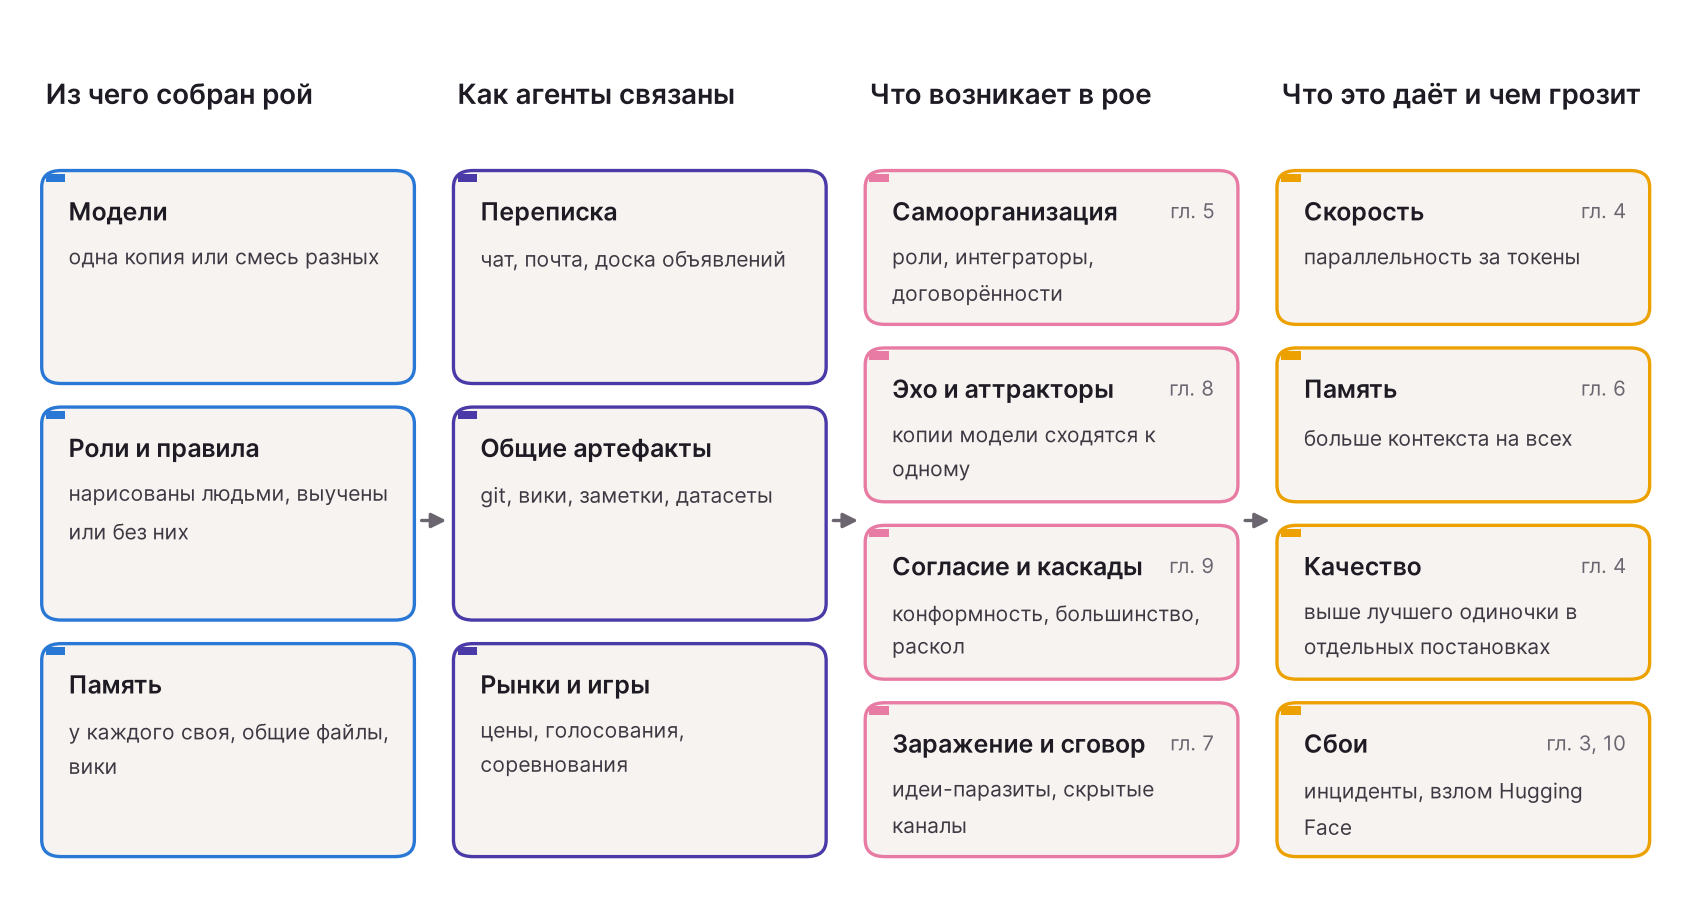 Из чего собран рой
Модели
одна копия или смесь разных
Роли и правила
нарисованы людьми, выучены
или без них
Память
у каждого своя, общие файлы,
вики
Как агенты связаны
Переписка
чат, почта, доска объявлений
Общие артефакты
git, вики, заметки, датасеты
Рынки и игры
цены, голосования,
соревнования
Что возникает в рое
Самоорганизация гл. 5
роли, интеграторы,
договорённости
Эхо и аттракторы гл. 8
копии модели сходятся к
одному
Согласие и каскады гл. 9
конформность, большинство,
раскол
Заражение и сговор гл. 7
идеи-паразиты, скрытые
каналы
Что это даёт и чем грозит
Скорость гл. 4
параллельность за токены
Память гл. 6
больше контекста на всех
Качество гл. 4
выше лучшего одиночки в
отдельных постановках
Сбои гл. 3, 10
инциденты, взлом Hugging
Face